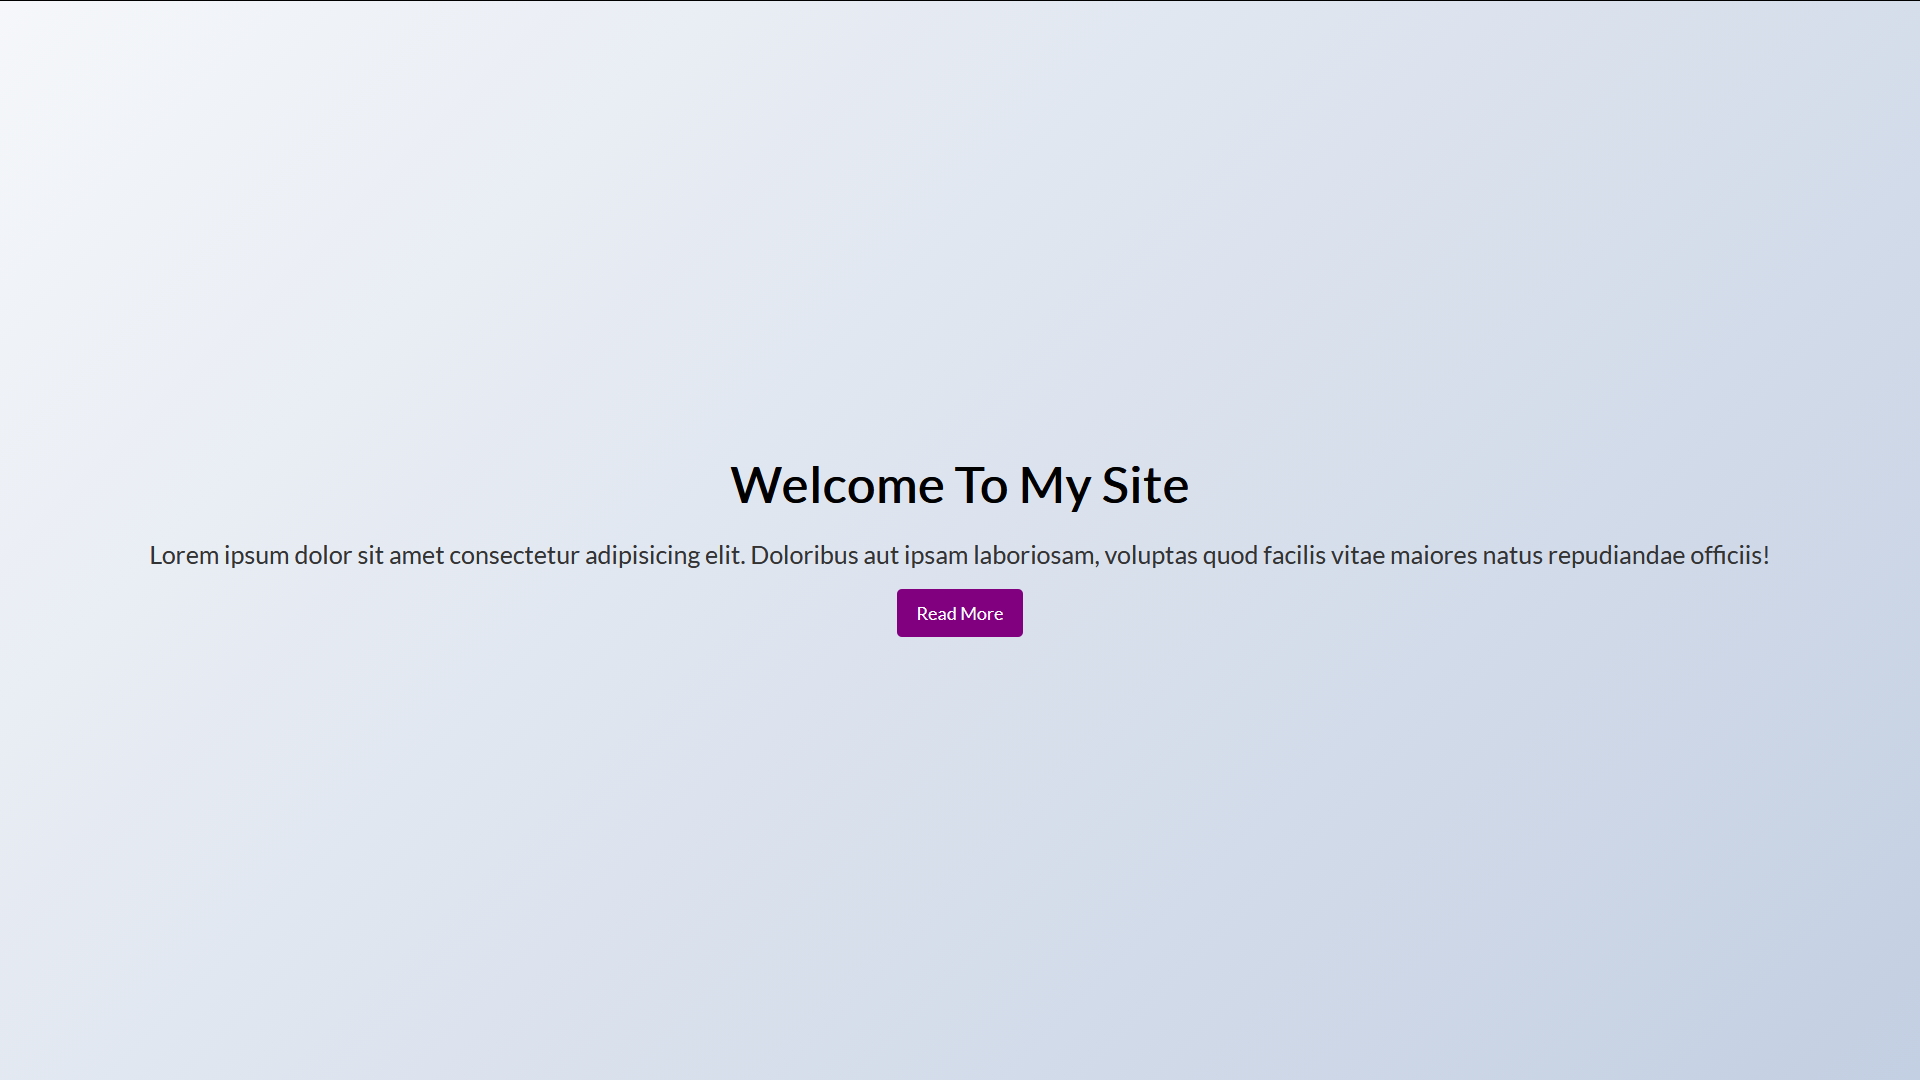 Welcome To My Site
Lorem ipsum dolor sit amet consectetur adipisicing elit. Doloribus aut ipsam laboriosam, voluptas quod facilis vitae maiores natus repudiandae officiis!
Read More